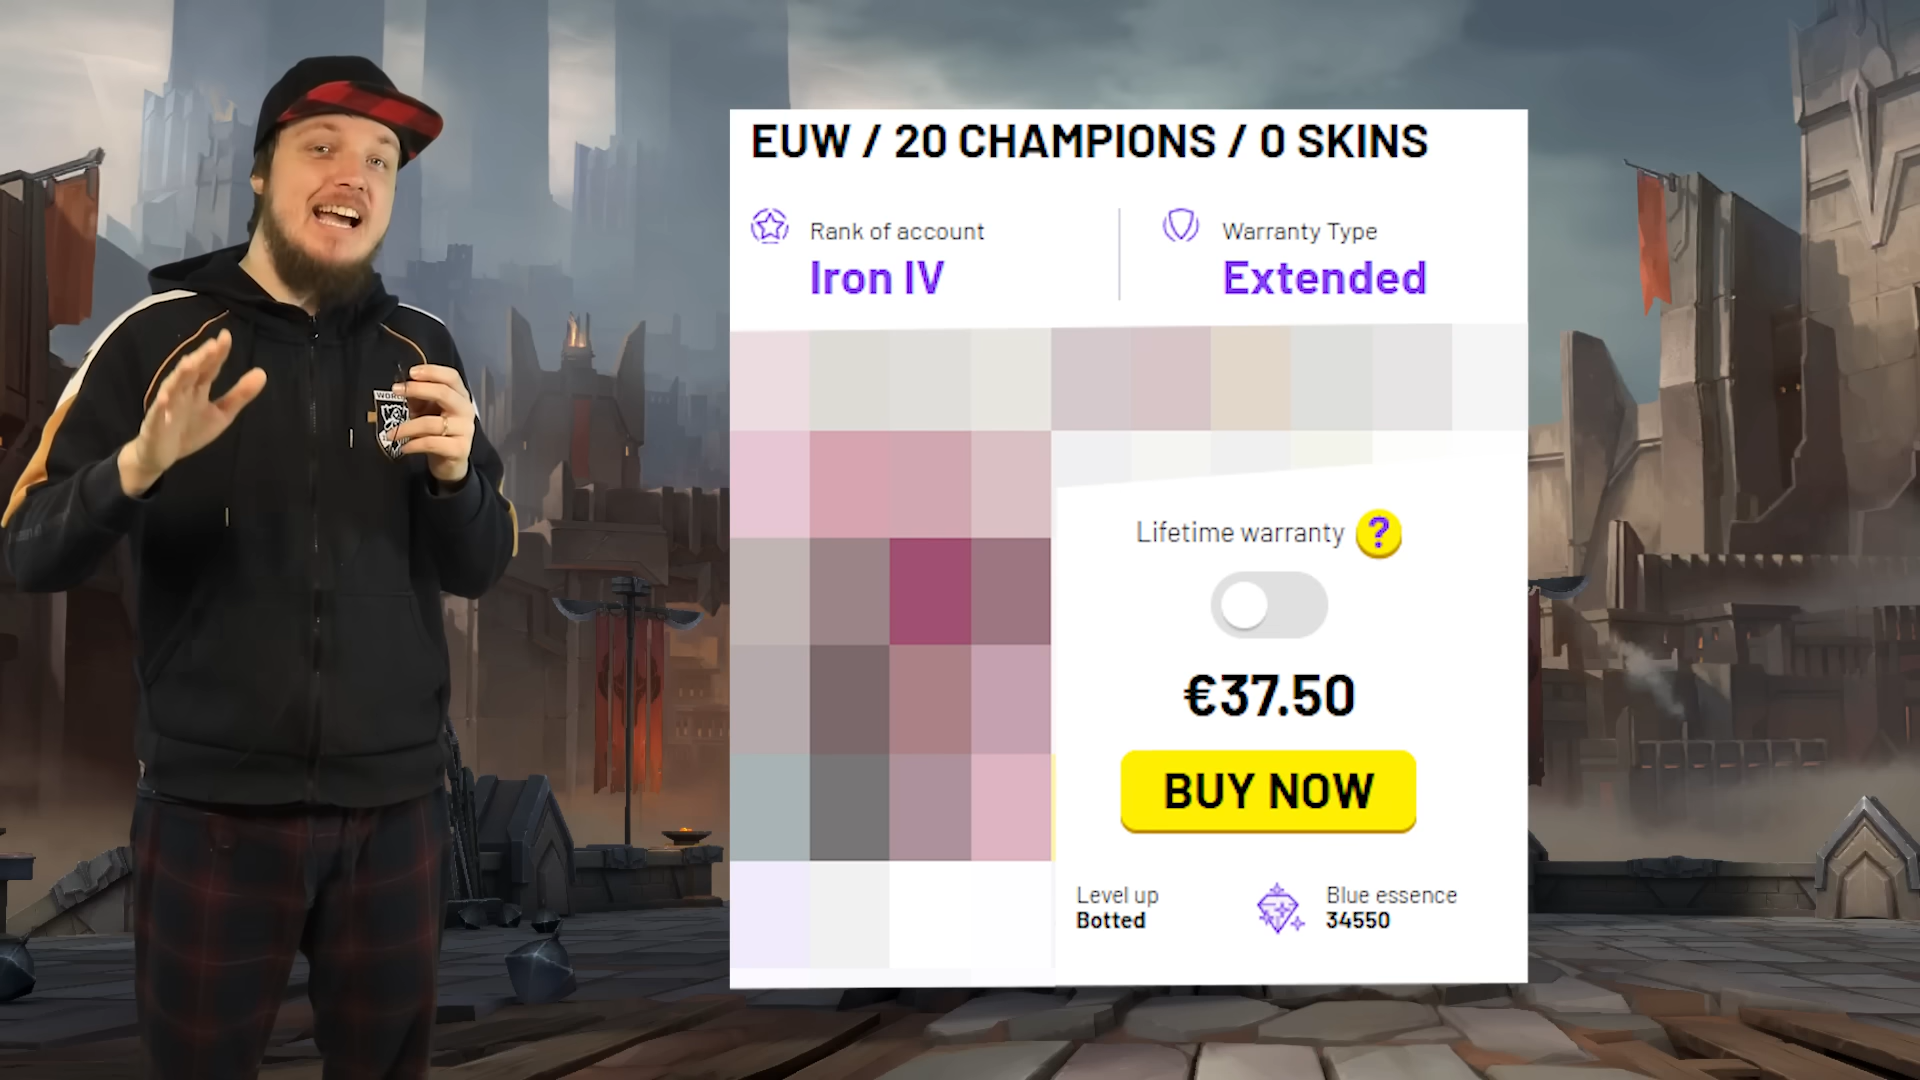 EUW / 20 CHAMPIONS / 0 SKINS
Rank of account
Iron IV
Warranty Type
Extended
WORL
Lifetime warranty ?
€37.50
BUY NOW
Level up
Botted
Blue essence
34550